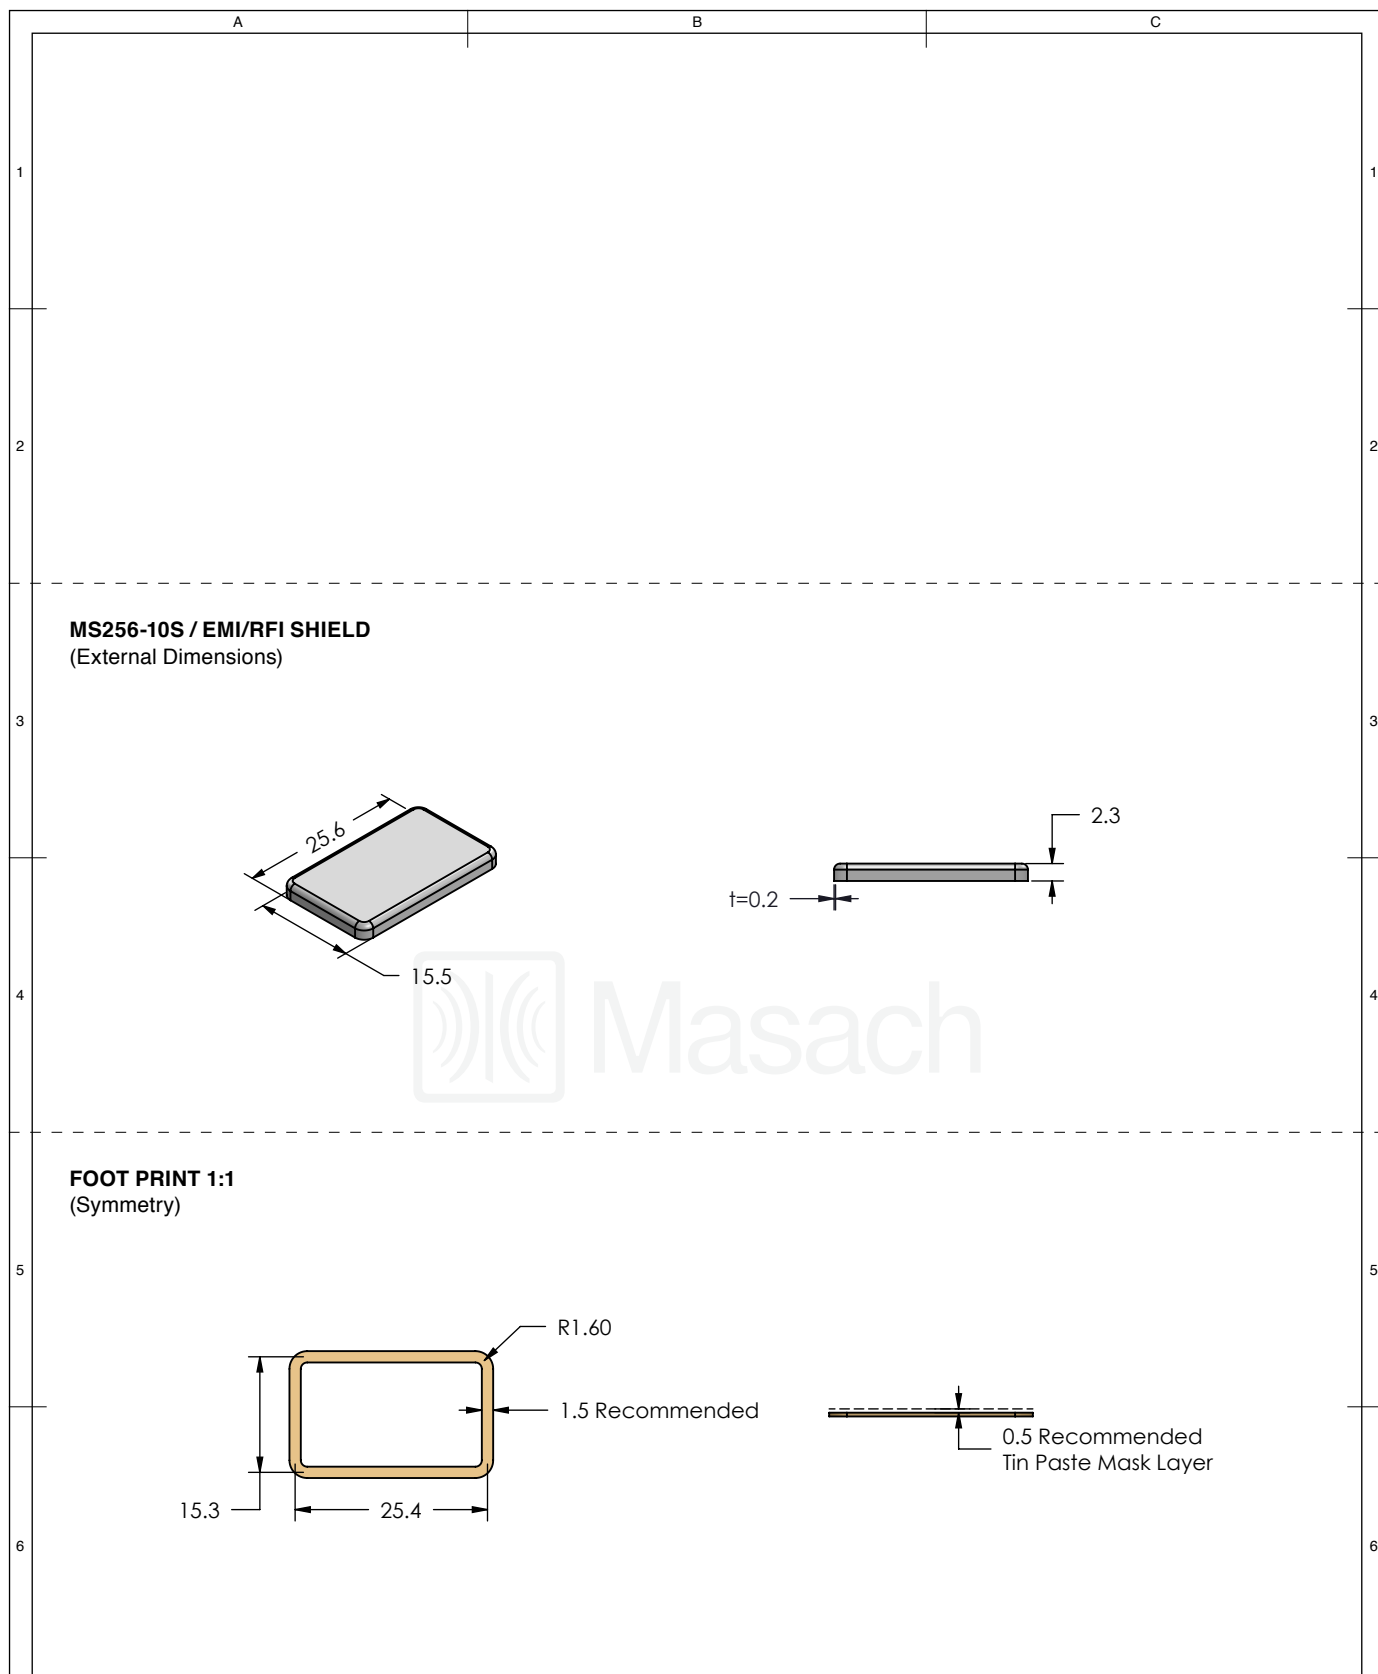 A B C
1 1
2 2
MS256-10S / EMI/RFI SHIELD
(External Dimensions)
3 3
25.6
2.3
t=0.2
15.5
4 4
Masach
FOOT PRINT 1:1
(Symmetry)
5 5
R1.60
1.5 Recommended
0.5 Recommended
Tin Paste Mask Layer
15.3
25.4
6 6